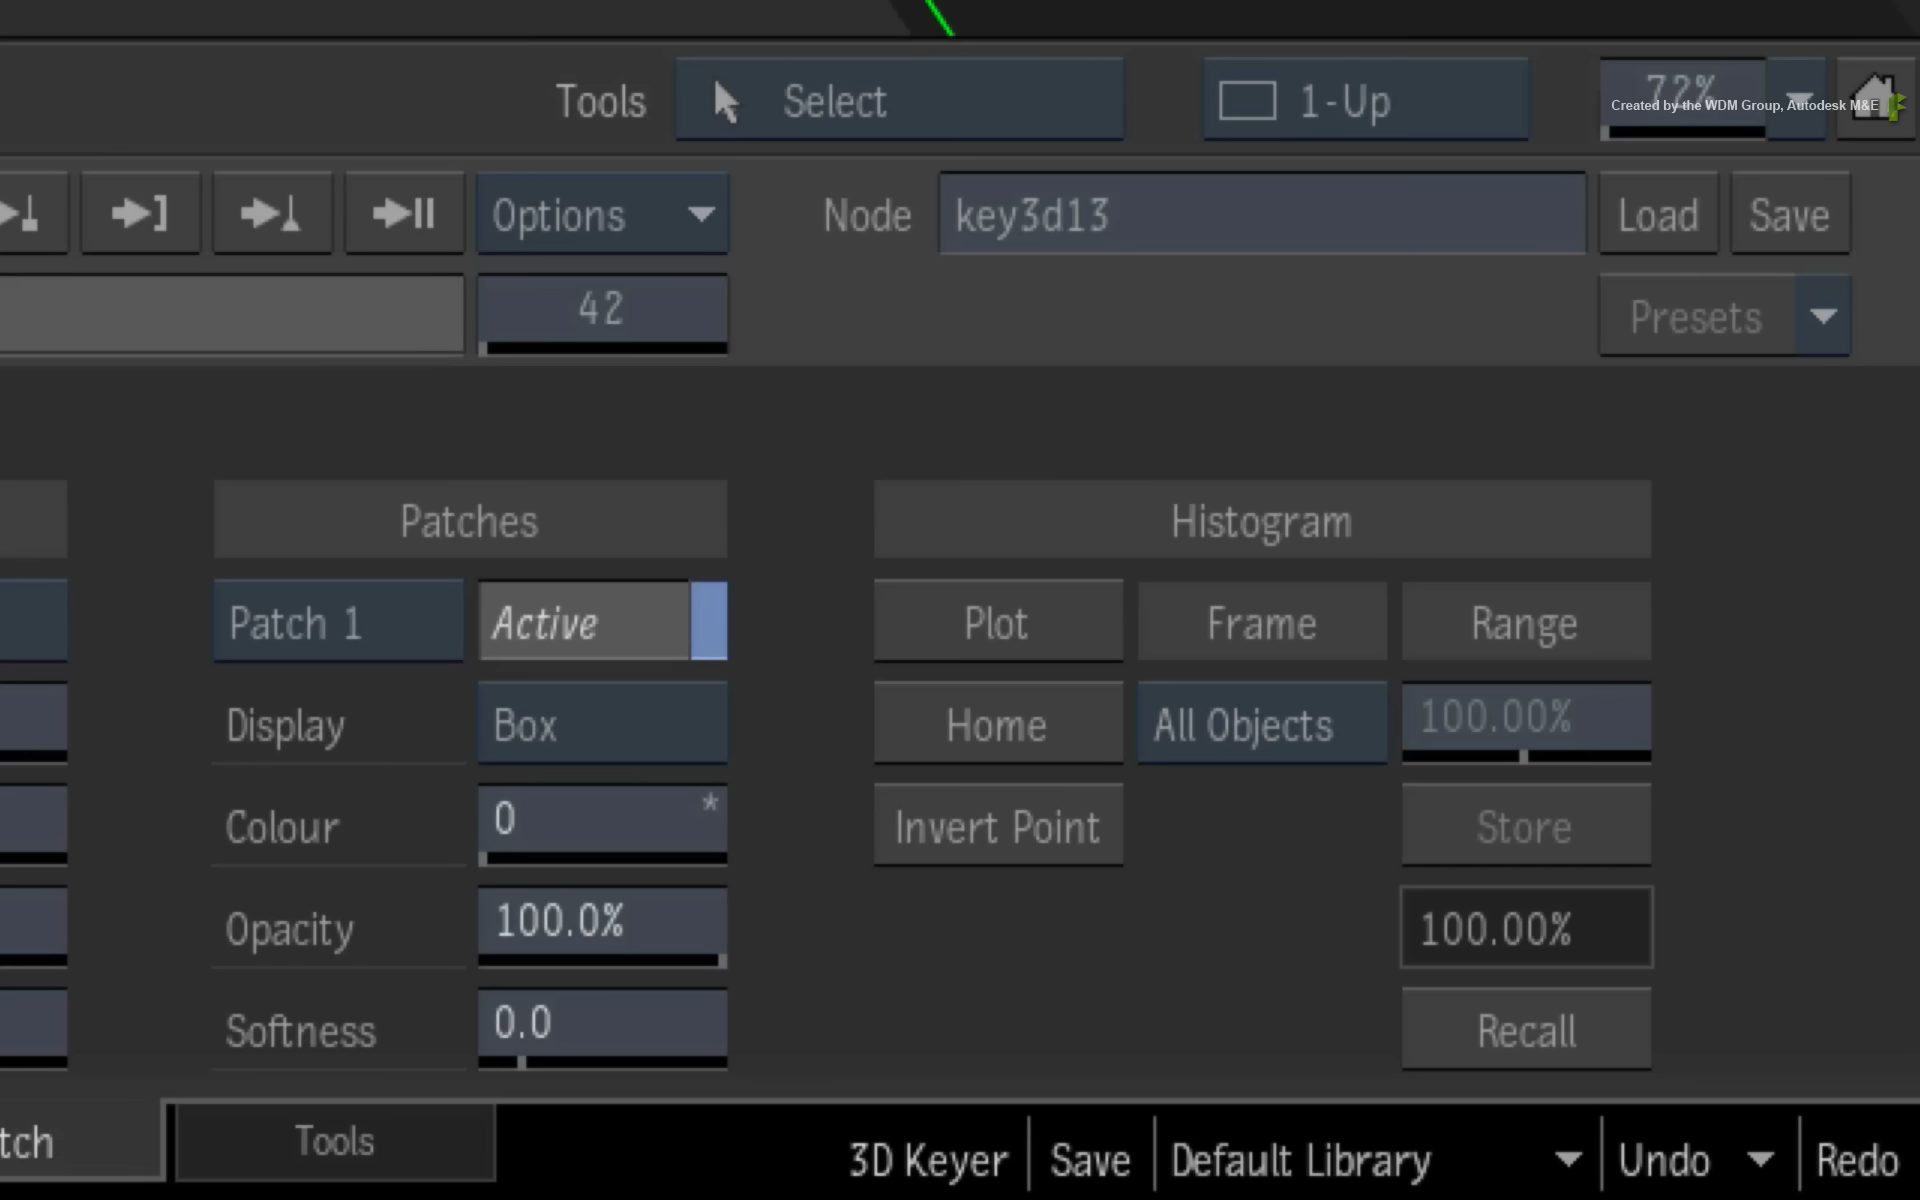 Tools Select 1-Up 72%
Created by the WDM Group, Autodesk M&E
Options Node key3d13 Load Save
42 Presets
Patches Histogram
Patch 1 Active Plot Frame Range
Display Box Home All Objects 100.00%
Colour 0 * Invert Point Store
Opacity 100.0% 100.00%
Softness 0.0 Recall
tch Tools 3D Keyer Save Default Library Undo Redo